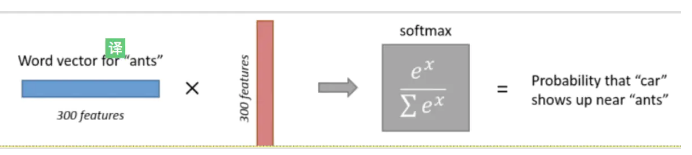 softmax
译
Word vector for "ants"
300 features
×
300 features
e^x
∑ e^x
=
Probability that "car"
shows up near "ants"